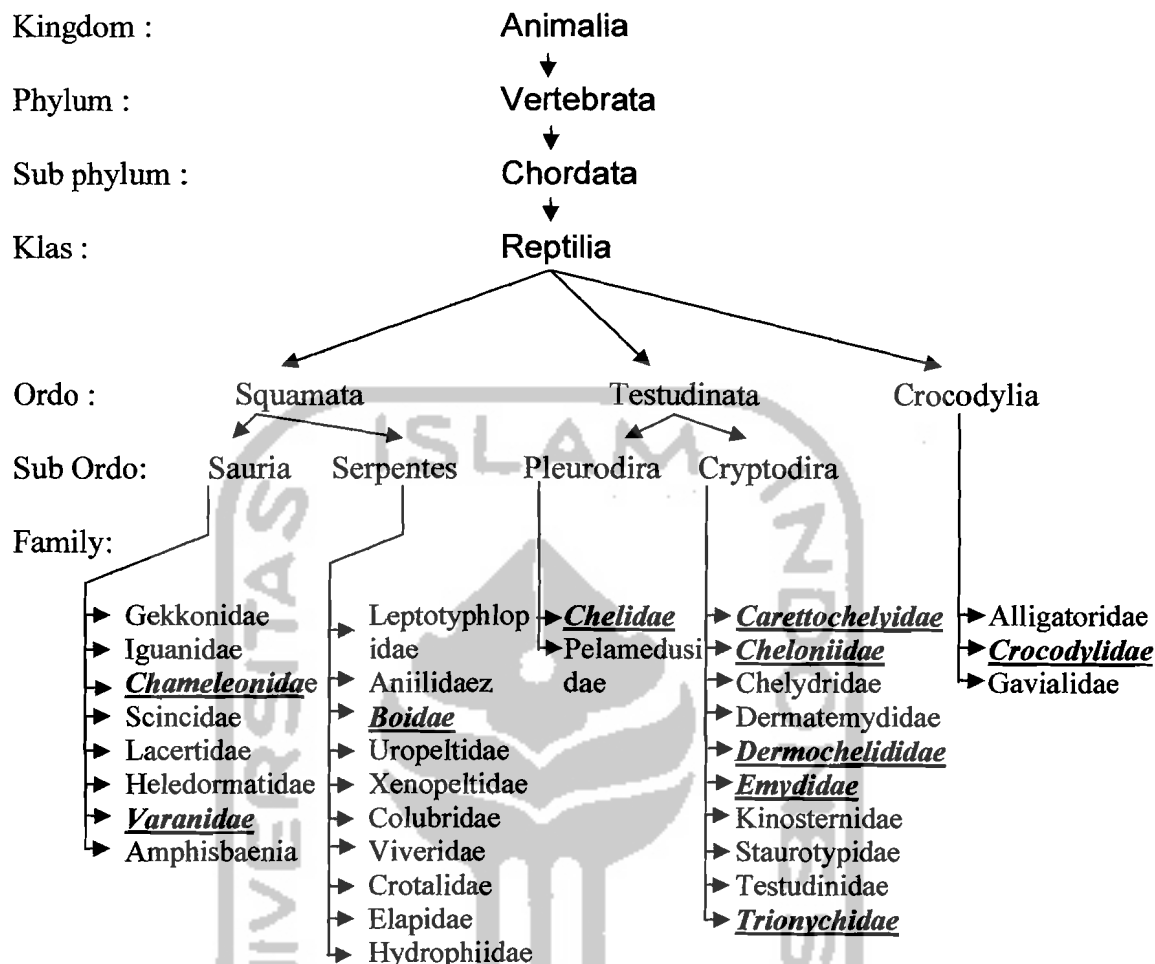 Kingdom : Animalia
Phylum : Vertebrata
Sub phylum : Chordata
Klas : Reptilia
Ordo : Squamata Testudinata Crocodylia
Sub Ordo: Sauria Serpentes Pleurodira Cryptodira
Family:
Gekkonidae
Iguanidae
Chameleonidae
Scincidae
Lacertidae
Heledormatidae
Varanidae
Amphisbaenia
Leptotyphlop
idae
Aniilidaez
Boidae
Uropeltidae
Xenopeltidae
Colubridae
Viveridae
Crotalidae
Elapidae
Hydrophiidae
Chelidae
Pelamedusi
dae
Carettochelyidae
Cheloniidae
Chelydridae
Dermatemydidae
Dermochelididae
Emydidae
Kinosternidae
Staurotypidae
Testudinidae
Trionychidae
Alligatoridae
Crocodylidae
Gavialidae
ISLAM